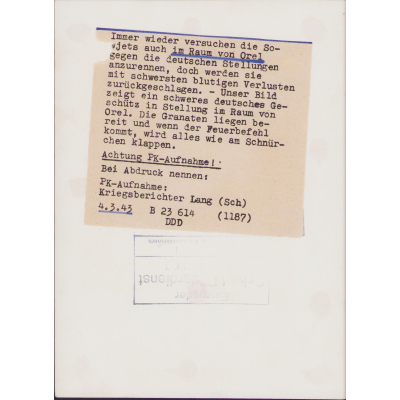 Immer wieder versuchen die So-
wjets auch im Raum von Orel
gegen die deutschen Stellungen
anzurennen, doch werden sie
mit schwersten blutigen Verlusten
zurückgeschlagen. - Unser Bild
zeigt ein schweres deutsches Ge-
schütz in Stellung im Raum von
Orel. Die Granaten liegen be-
reit und wenn der Feuerbefehl
kommt, wird alles wie am Schnür-
chen klappen.
Achtung PK-Aufnahme!
Bei Abdruck nennen:
PK-Aufnahme:
Kriegsberichter Lang (Sch)
4.3.43 B 23 614 (1187)
DDD